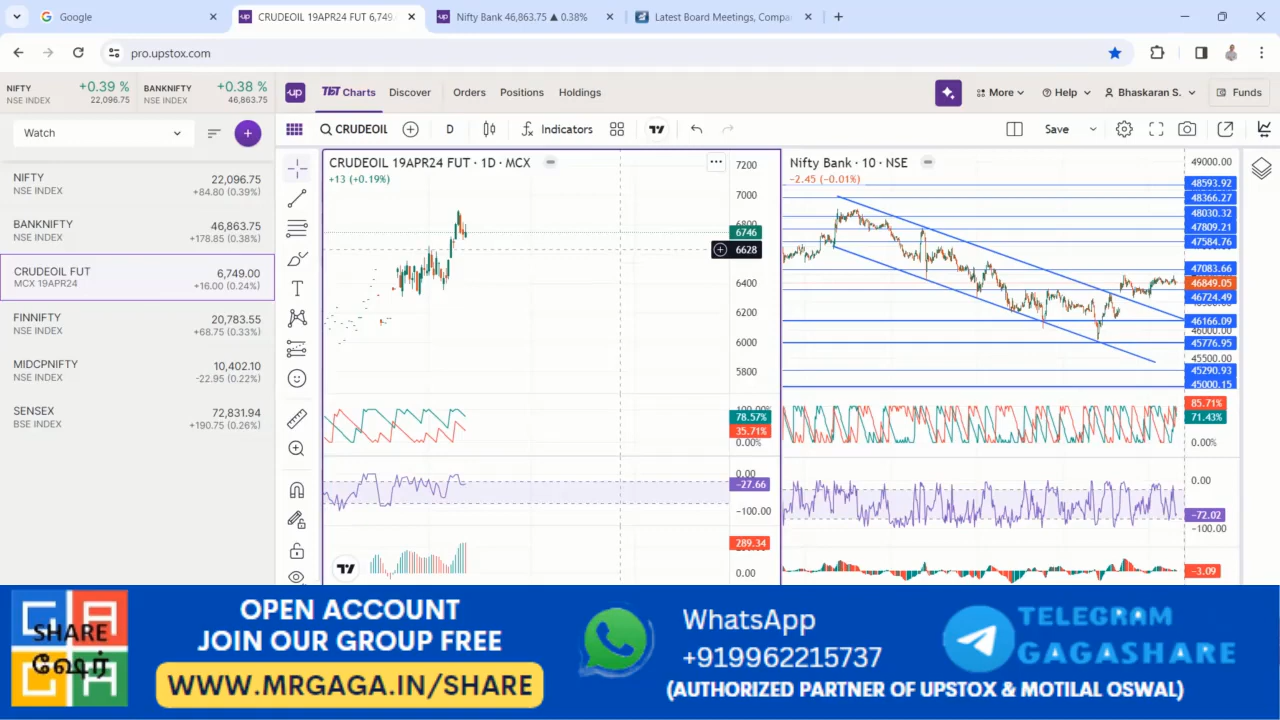 Google
CRUDEOIL 19APR24 FUT 6,749
Nifty Bank 46,863.75 ▲ 0.38%
Latest Board Meetings, Compa
pro.upstox.com
NIFTY
NSE INDEX
+0.39 %
22,096.75
BANKNIFTY
NSE INDEX
+0.38 %
46,863.75
up
TbT Charts
Discover
Orders
Positions
Holdings
More
Help
Bhaskaran S.
Funds
Watch
CRUDEOIL
D
Indicators
Save
NIFTY
NSE INDEX
22,096.75
+84.80 (0.39%)
BANKNIFTY
NSE INDEX
46,863.75
+178.85 (0.38%)
CRUDEOIL FUT
MCX 19APR24
6,749.00
+16.00 (0.24%)
FINNIFTY
NSE INDEX
20,783.55
+68.75 (0.33%)
MIDCPNIFTY
NSE INDEX
10,402.10
-22.95 (0.22%)
SENSEX
BSE INDEX
72,831.94
+190.75 (0.26%)
CRUDEOIL 19APR24 FUT · 1D · MCX
+13 (+0.19%)
7200
7000
6800
6746
6628
6400
6200
6000
5800
100.00%
78.57%
35.71%
0.00%
0.00
−27.66
−100.00
289.34
0.00
Nifty Bank · 10 · NSE
−2.45 (−0.01%)
49000.00
48593.92
48366.27
48030.32
47809.21
47584.76
47083.66
46849.05
46724.49
46166.09
46000.00
45776.95
45500.00
45290.93
45000.15
85.71%
71.43%
0.00%
0.00
−72.02
−100.00
−3.09
GAGA
SHARE
ஷேர்
OPEN ACCOUNT
JOIN OUR GROUP FREE
WWW.MRGAGA.IN/SHARE
WhatsApp
+919962215737
TELEGRAM
GAGASHARE
(AUTHORIZED PARTNER OF UPSTOX & MOTILAL OSWAL)